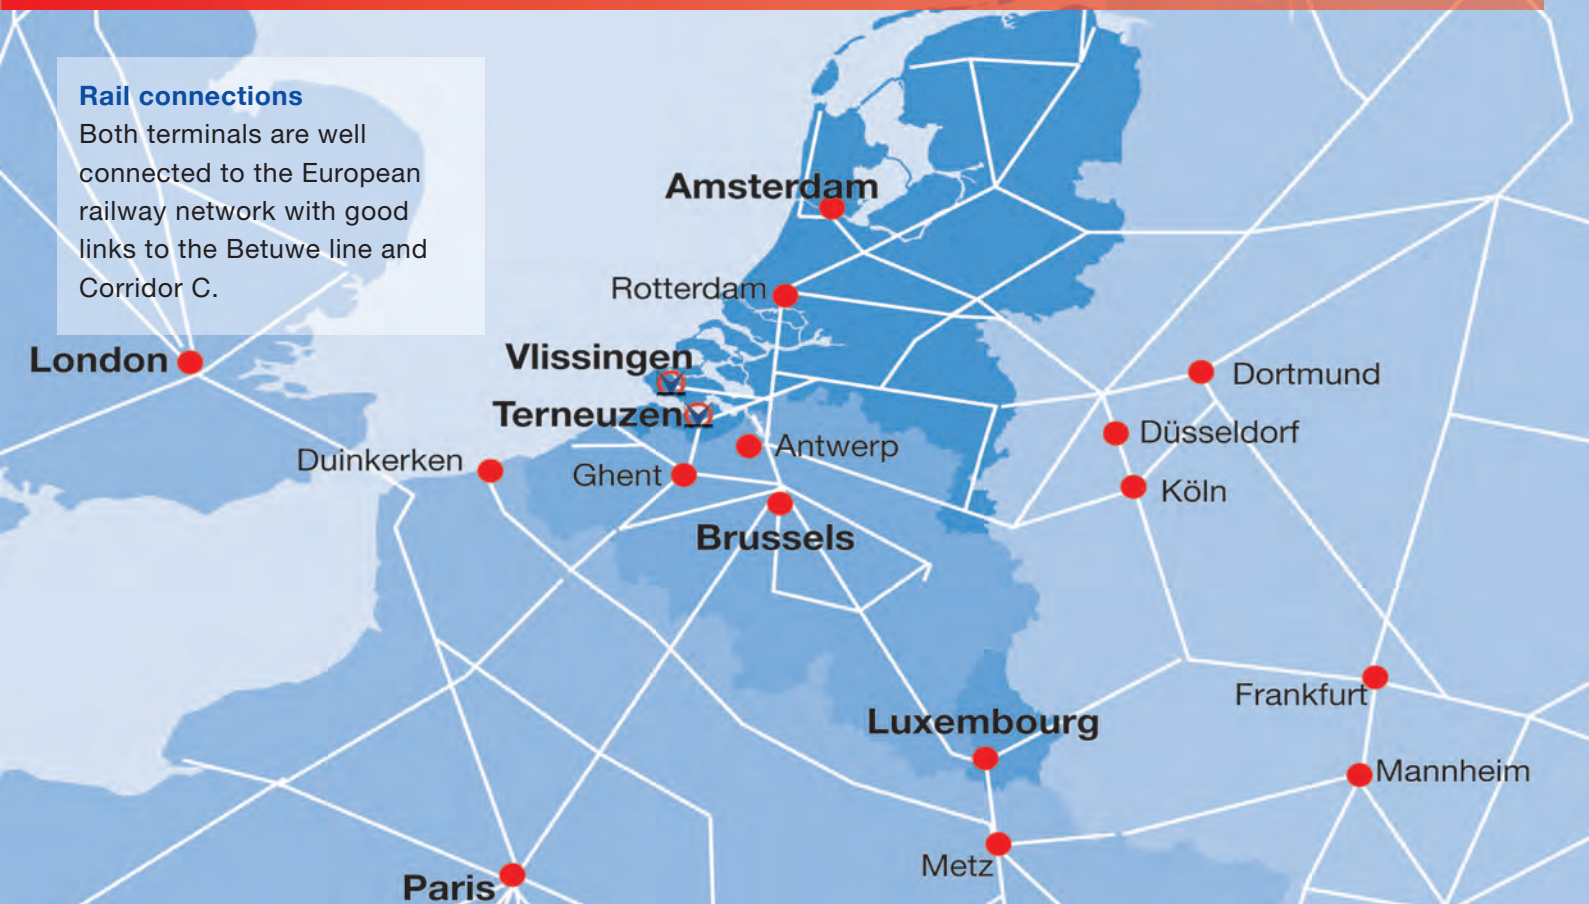 Rail connections
Both terminals are well
connected to the European
railway network with good
links to the Betuwe line and
Corridor C.
Amsterdam
Rotterdam
Vlissingen
London
Dortmund
Terneuzen
Düsseldorf
Antwerp
Duinkerken
Ghent
Köln
Brussels
Frankfurt
Luxembourg
Mannheim
Metz
Paris